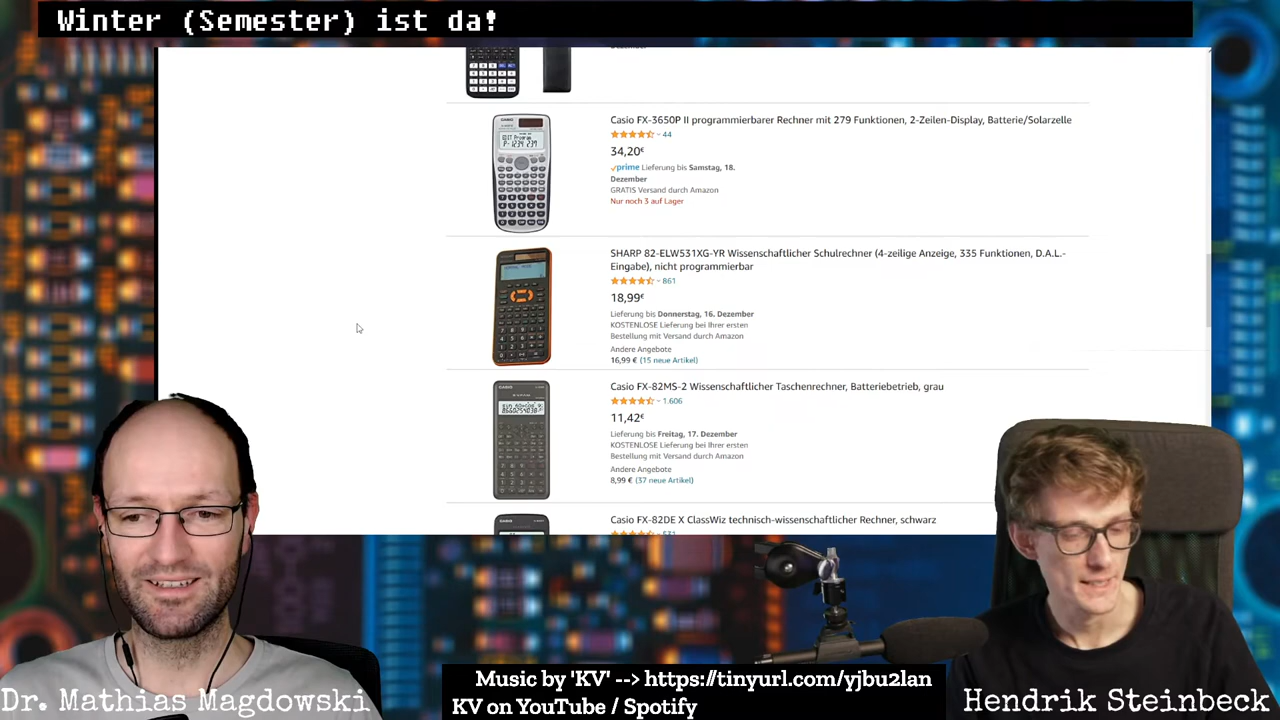 Winter (Semester) ist da!
Dezember
Casio FX-3650P II programmierbarer Rechner mit 279 Funktionen, 2-Zeilen-Display, Batterie/Solarzelle
44
34,20€
prime Lieferung bis Samstag, 18.
Dezember
GRATIS Versand durch Amazon
Nur noch 3 auf Lager
SHARP 82-ELW531XG-YR Wissenschaftlicher Schulrechner (4-zeilige Anzeige, 335 Funktionen, D.A.L.-
Eingabe), nicht programmierbar
861
18,99€
Lieferung bis Donnerstag, 16. Dezember
KOSTENLOSE Lieferung bei Ihrer ersten
Bestellung mit Versand durch Amazon
Andere Angebote
16,99 € (15 neue Artikel)
Casio FX-82MS-2 Wissenschaftlicher Taschenrechner, Batteriebetrieb, grau
1.606
11,42€
Lieferung bis Freitag, 17. Dezember
KOSTENLOSE Lieferung bei Ihrer ersten
Bestellung mit Versand durch Amazon
Andere Angebote
8,99 € (37 neue Artikel)
Casio FX-82DE X ClassWiz technisch-wissenschaftlicher Rechner, schwarz
531
Dr. Mathias Magdowski
Music by 'KV' --> https://tinyurl.com/yjbu2lan
KV on YouTube / Spotify
Hendrik Steinbeck